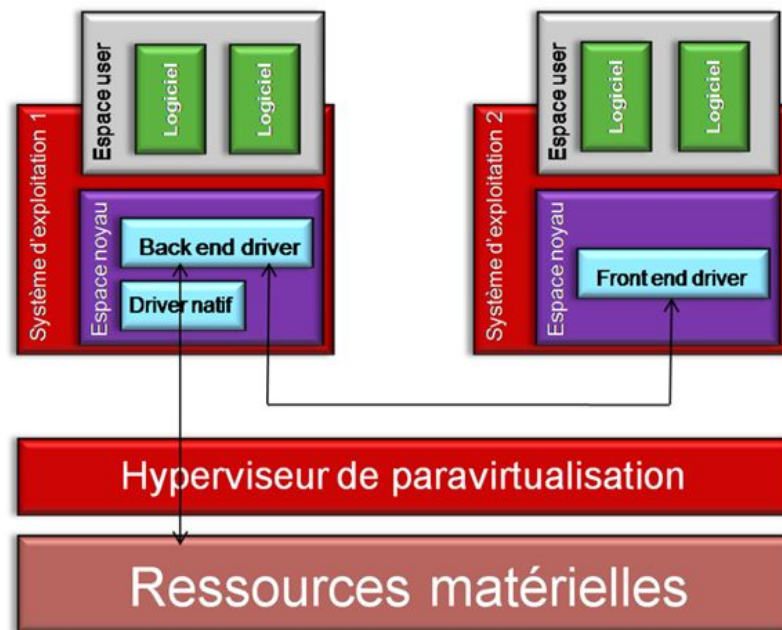 Système d'exploitation 1
Espace user
Logiciel
Logiciel
Espace noyau
Back end driver
Driver natif
Système d'exploitation 2
Espace user
Logiciel
Logiciel
Espace noyau
Front end driver
Hyperviseur de paravirtualisation
Ressources matérielles